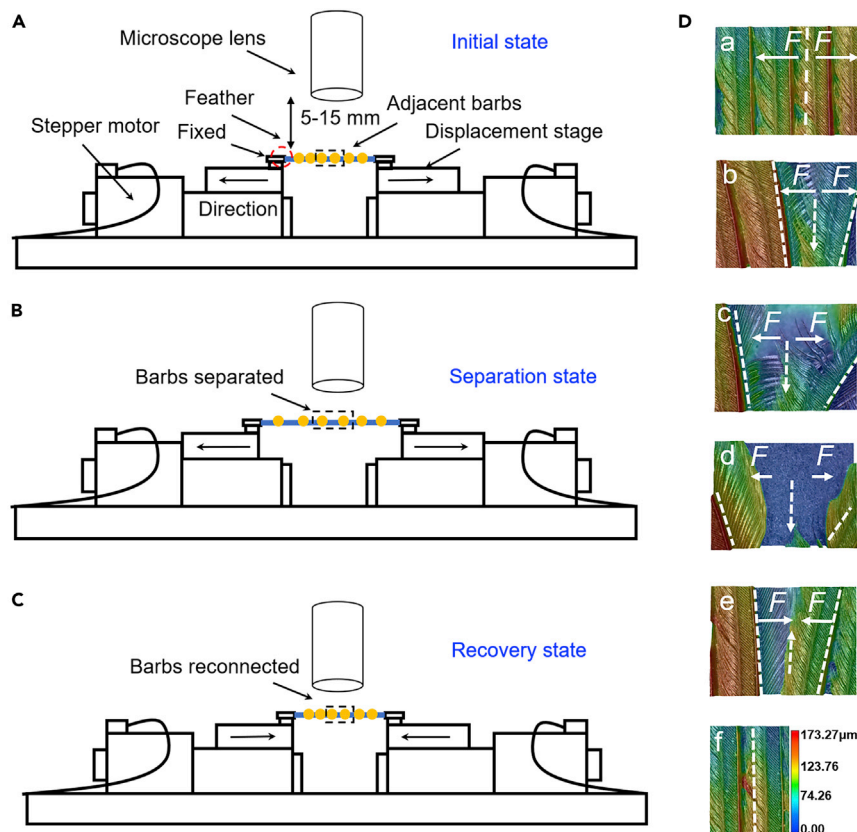 A
Microscope lens
Initial state
Feather
5-15 mm
Adjacent barbs
Stepper motor
Fixed
Displacement stage
Direction
B
Barbs separated
Separation state
C
Barbs reconnected
Recovery state
D
a
F F
b
F F
c
F F
d
F F
e
F F
f
173.27μm
123.76
74.26
0.00